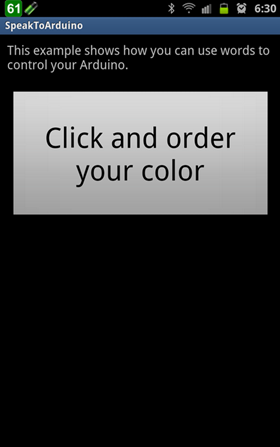 61 6:30
SpeakToArduino
This example shows how you can use words to
control your Arduino.
Click and order
your color